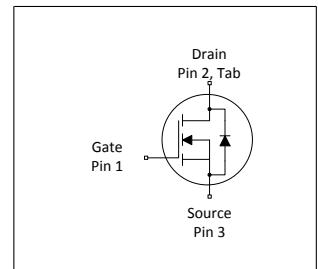 Drain
Pin 2, Tab
Gate
Pin 1
Source
Pin 3